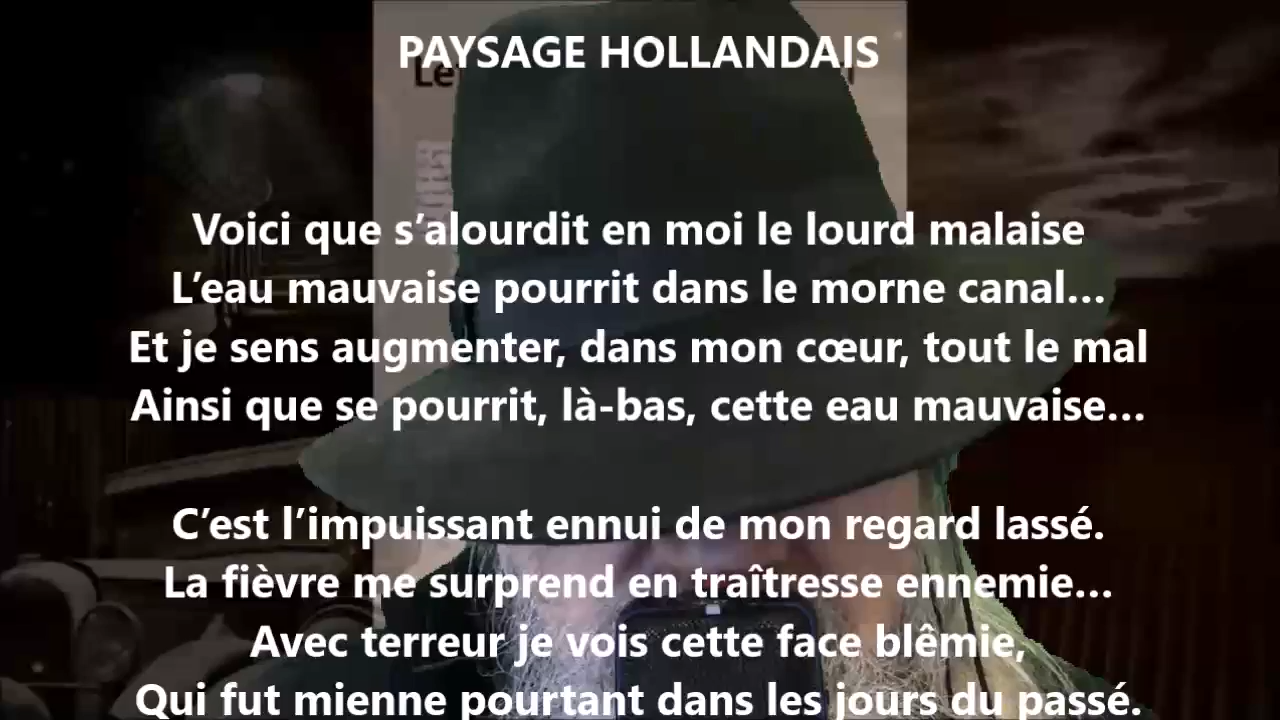 PAYSAGE HOLLANDAIS
Le
Voici que s’alourdit en moi le lourd malaise
L’eau mauvaise pourrit dans le morne canal…
Et je sens augmenter, dans mon cœur, tout le mal
Ainsi que se pourrit, là-bas, cette eau mauvaise…
C’est l’impuissant ennui de mon regard lassé.
La fièvre me surprend en traîtresse ennemie…
Avec terreur je vois cette face blêmie,
Qui fut mienne pourtant dans les jours du passé.